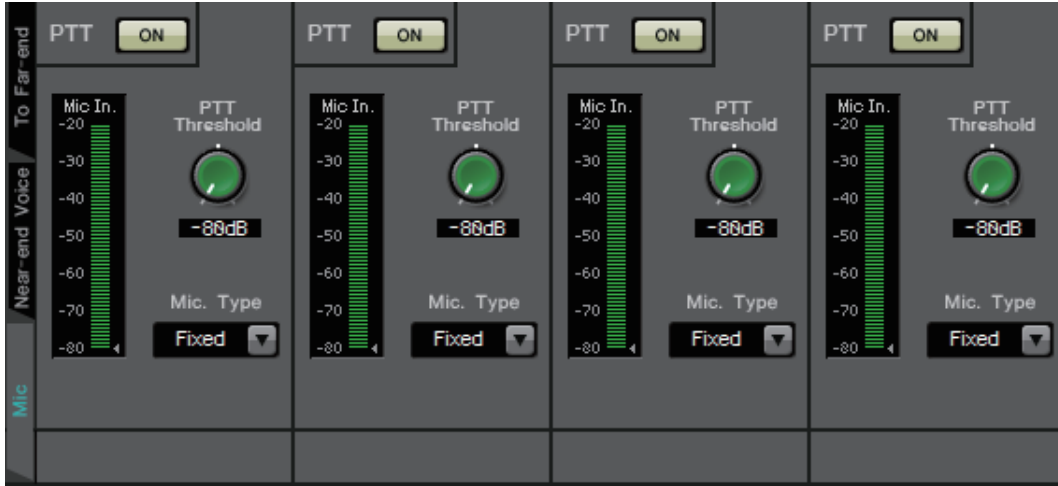 To Far-end
Near-end Voice
Mic
PTT ON
Mic In.
-20
-30
-40
-50
-60
-70
-80
PTT
Threshold
-80dB
Mic. Type
Fixed
PTT ON
Mic In.
-20
-30
-40
-50
-60
-70
-80
PTT
Threshold
-80dB
Mic. Type
Fixed
PTT ON
Mic In.
-20
-30
-40
-50
-60
-70
-80
PTT
Threshold
-80dB
Mic. Type
Fixed
PTT ON
Mic In.
-20
-30
-40
-50
-60
-70
-80
PTT
Threshold
-80dB
Mic. Type
Fixed